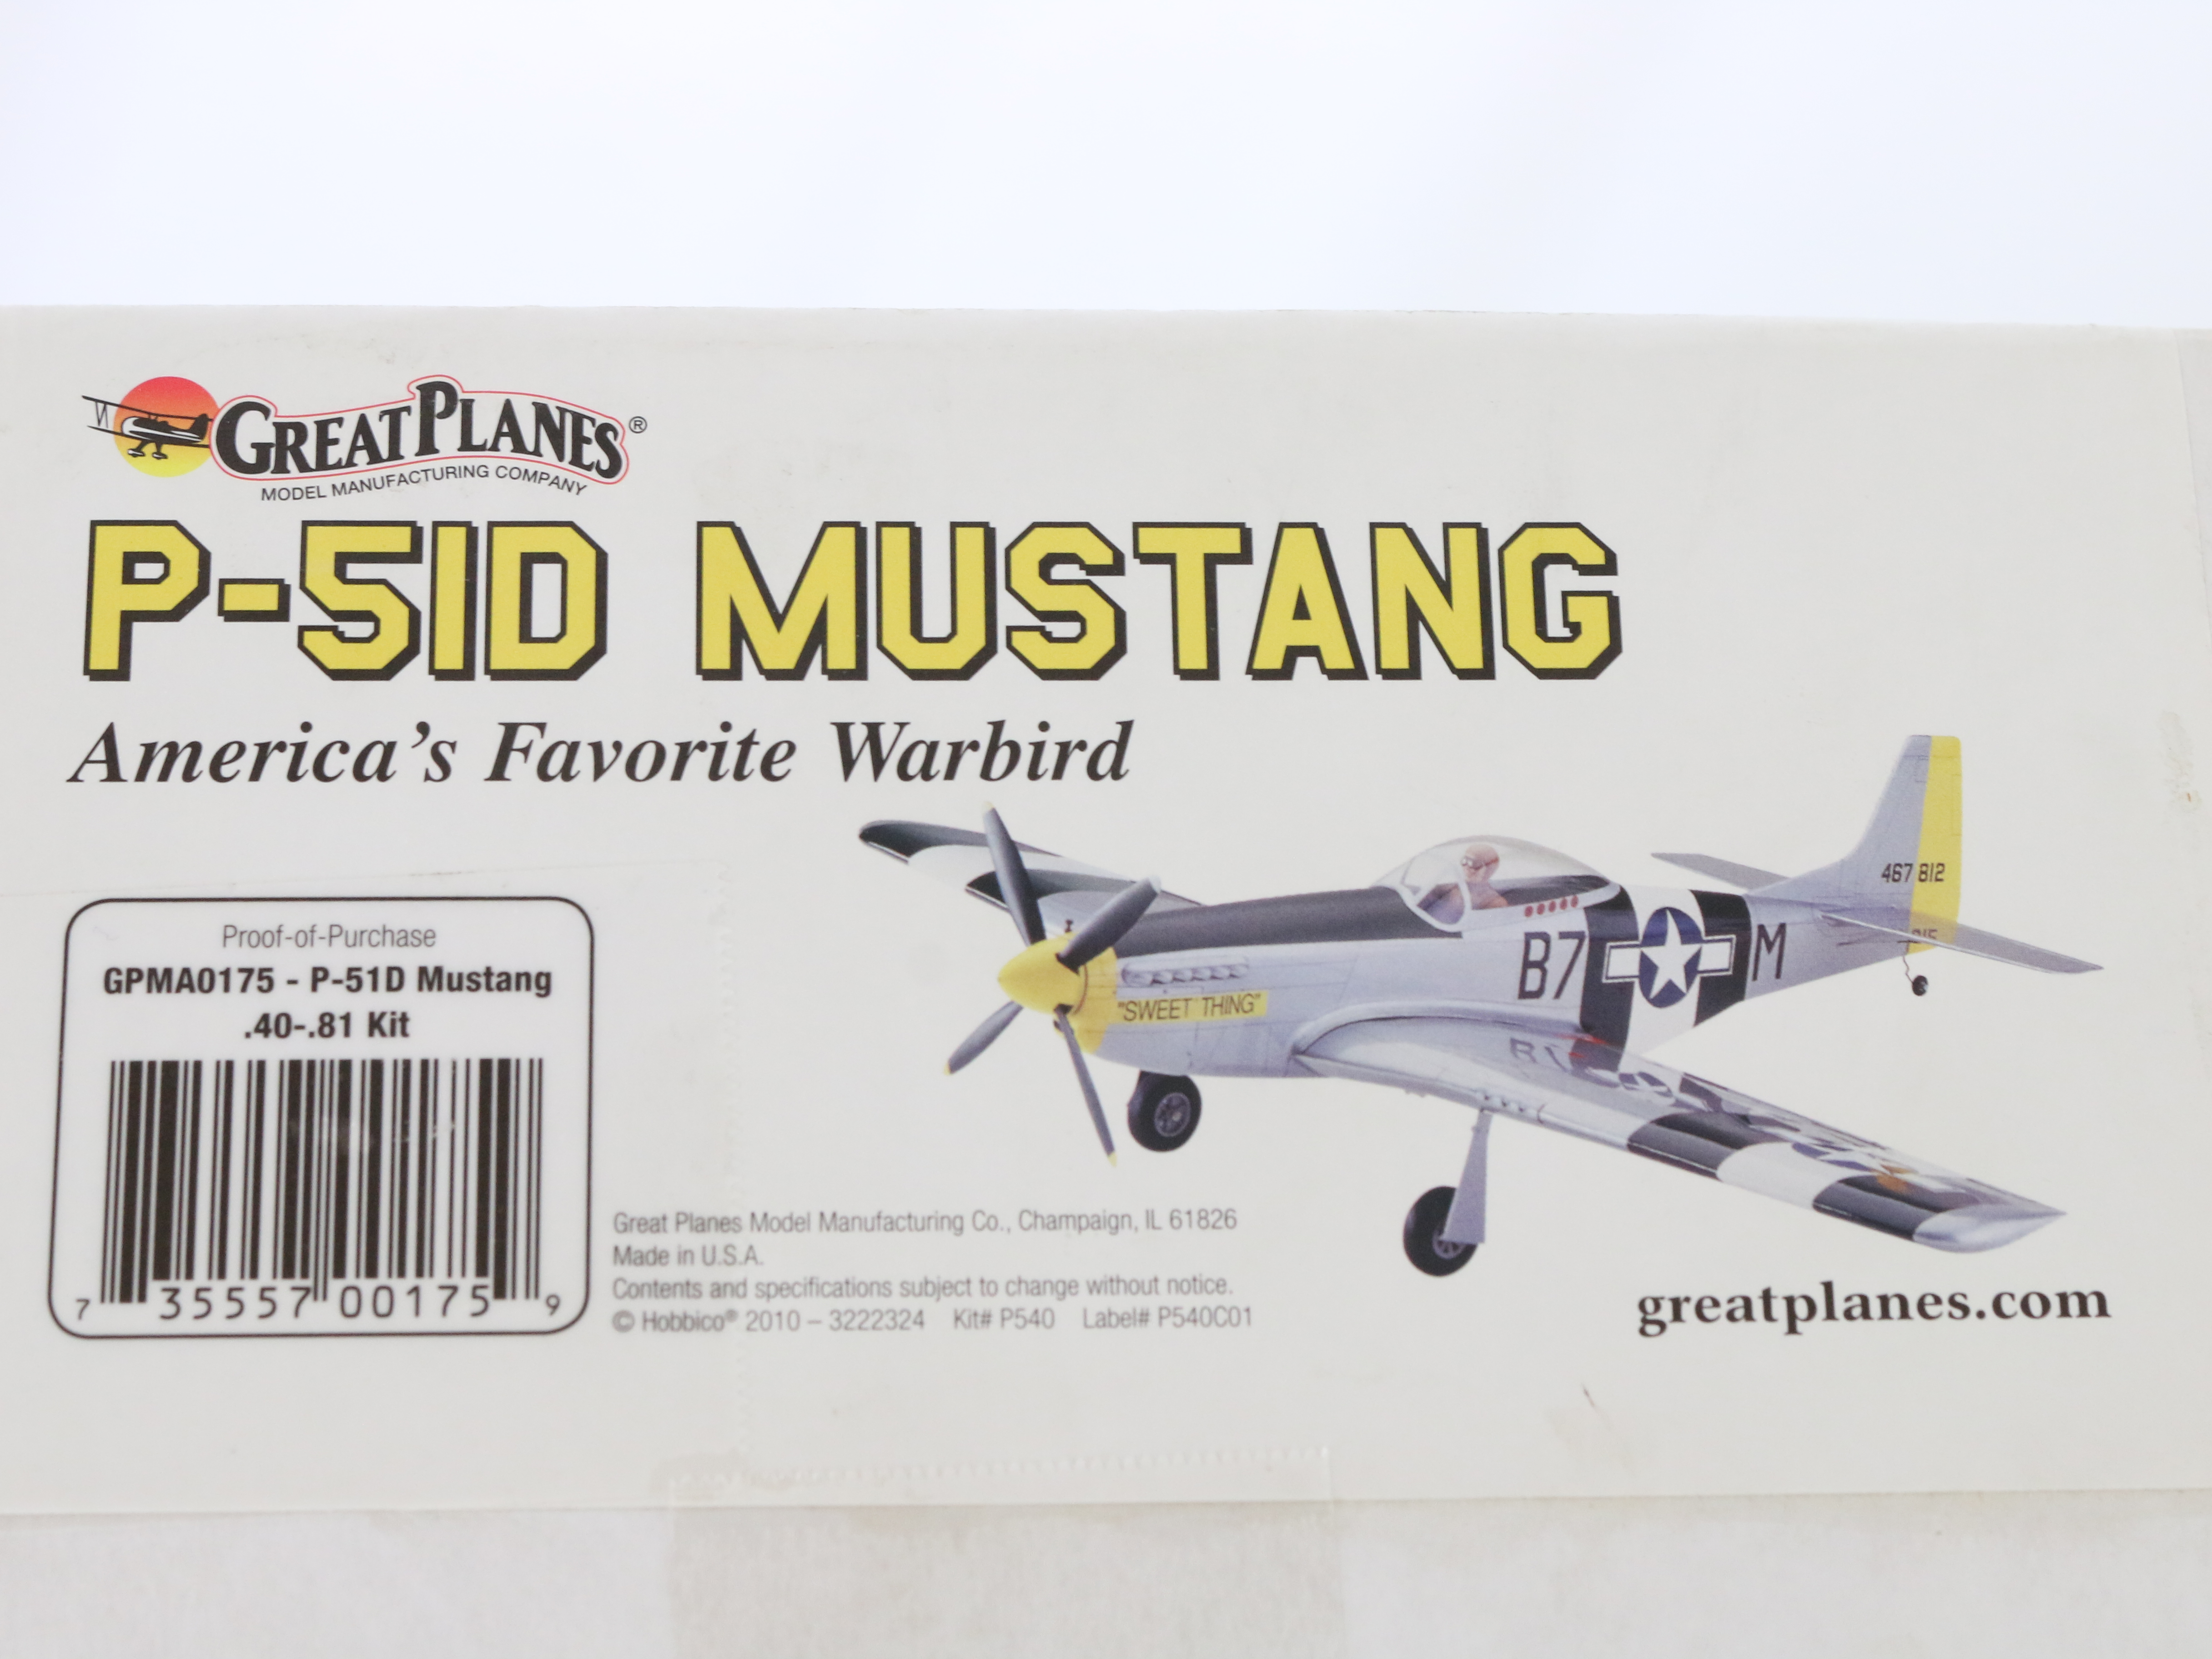 GREAT PLANES®
MODEL MANUFACTURING COMPANY
P-51D MUSTANG
America's Favorite Warbird
467 812
B7 M
"SWEET THING"
Proof-of-Purchase
GPMA0175 - P-51D Mustang
.40-.81 Kit
7 35557 00175 9
Great Planes Model Manufacturing Co., Champaign, IL 61826
Made in U.S.A.
Contents and specifications subject to change without notice.
© Hobbico® 2010 – 3222324 Kit# P540 Label# P540C01
greatplanes.com